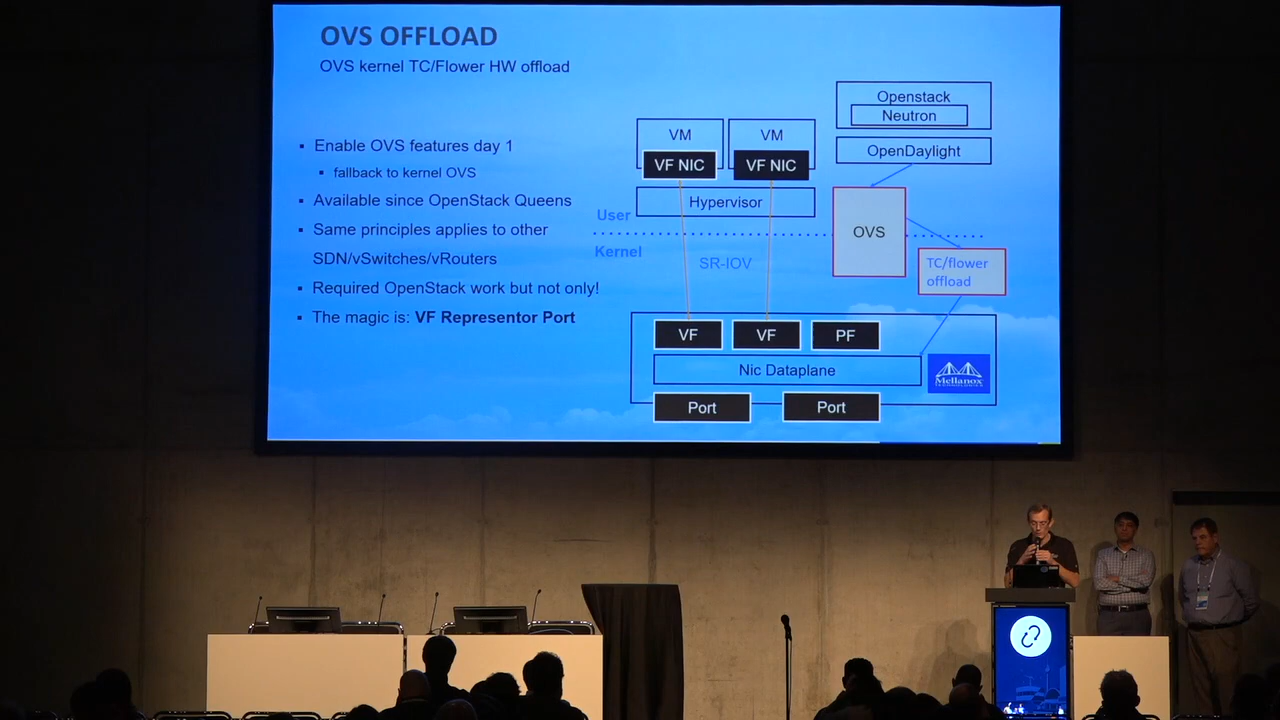 OVS OFFLOAD
OVS kernel TC/Flower HW offload
Enable OVS features day 1
fallback to kernel OVS
Available since OpenStack Queens
Same principles applies to other
SDN/vSwitches/vRouters
Required OpenStack work but not only!
The magic is: VF Representor Port
VM
VM
VF NIC
VF NIC
Hypervisor
User
Kernel
SR-IOV
Openstack
Neutron
OpenDaylight
OVS
TC/flower
offload
VF
VF
PF
Nic Dataplane
Mellanox
TECHNOLOGIES
Port
Port